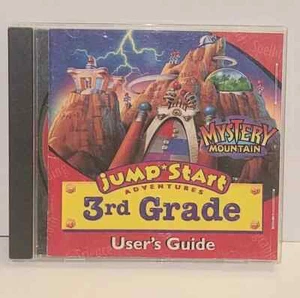 MYSTERY
MOUNTAIN
jump★start
ADVENTURES
3rd Grade
User's Guide